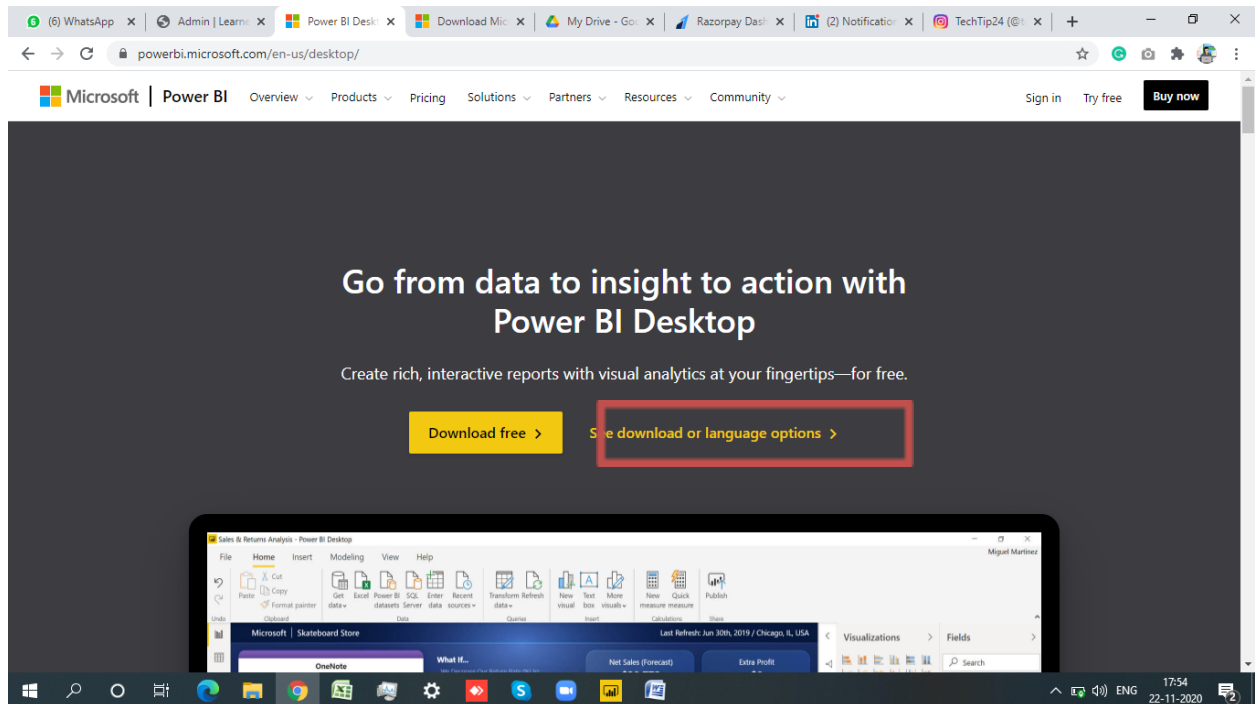 (6) WhatsApp
Admin | Learne
Power BI Desk
Download Mic
My Drive - Goo
Razorpay Dash
(2) Notification
TechTip24 (@t
powerbi.microsoft.com/en-us/desktop/
Microsoft | Power BI Overview Products Pricing Solutions Partners Resources Community Sign in Try free Buy now
Go from data to insight to action with
Power BI Desktop
Create rich, interactive reports with visual analytics at your fingertips—for free.
Download free > See download or language options >
Sales & Returns Analysis - Power BI Desktop
Miguel Martinez
File Home Insert Modeling View Help
Paste
Cut
Copy
Format painter
Get data
Excel
Power BI datasets
SQL Server
Enter data
Recent sources
Transform data
Refresh
New visual
Text box
More visuals
New measure
Quick measure
Publish
Undo Clipboard Data Queries Insert Calculations Share
Microsoft | Skateboard Store
Last Refresh: Jun 30th, 2019 / Chicago, IL, USA
Visualizations
Fields
OneNote
What If...
Net Sales (Forecast)
Extra Profit
Search
ENG
17:54
22-11-2020
2